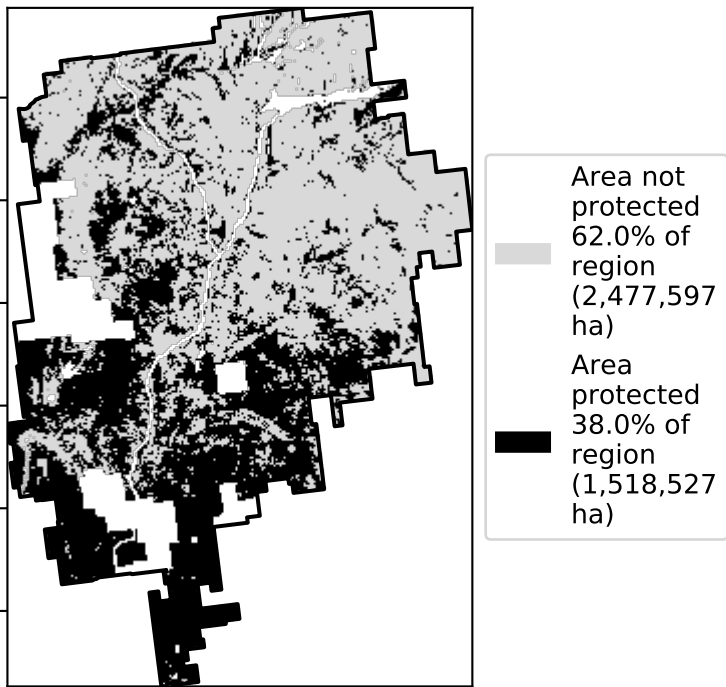 Area not
protected
62.0% of
region
(2,477,597
ha)
Area
protected
38.0% of
region
(1,518,527
ha)